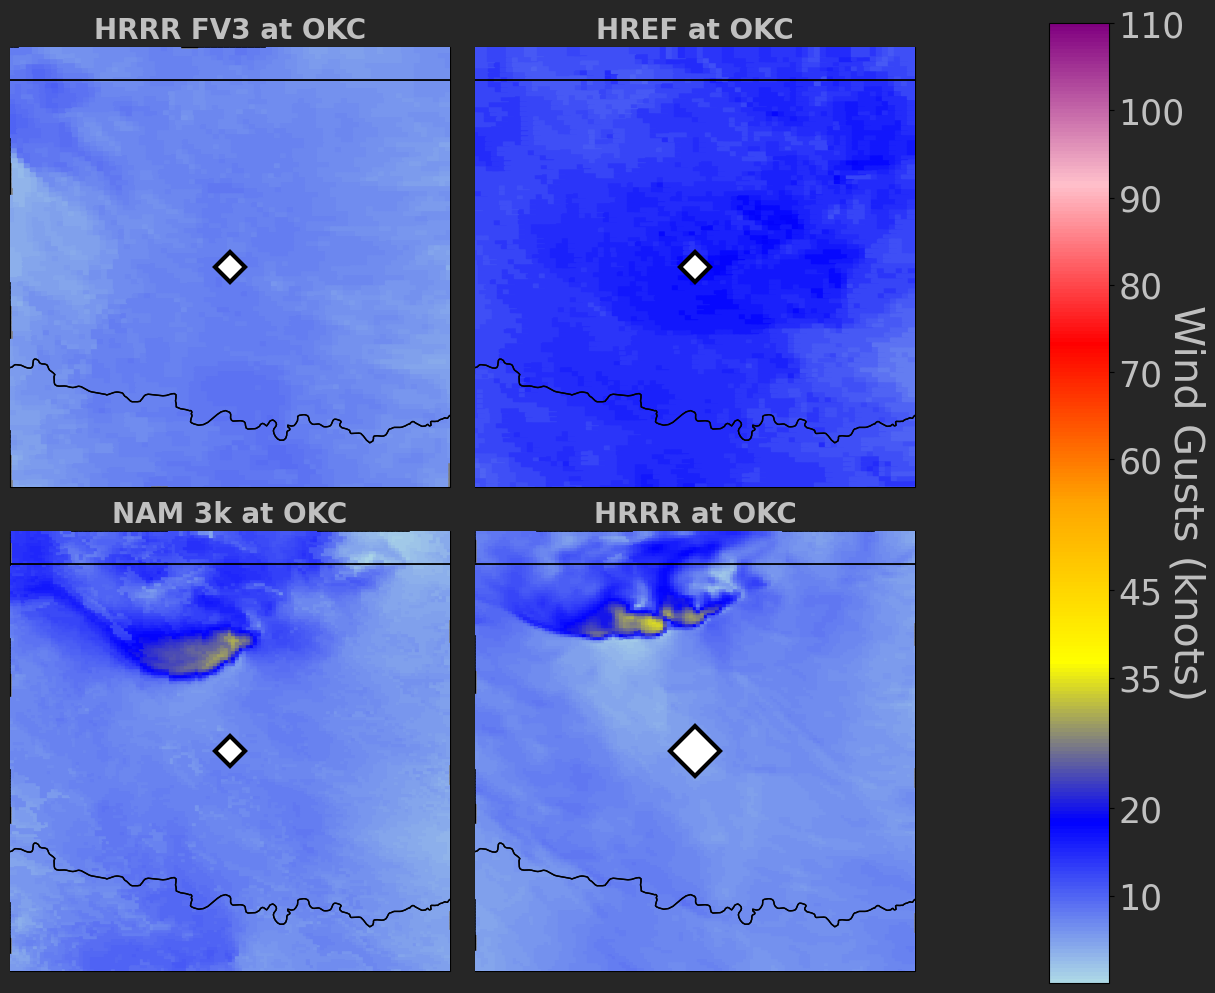 HRRR FV3 at OKC
HREF at OKC
NAM 3k at OKC
HRRR at OKC
110
100
90
80
70
60
45
35
20
10
Wind Gusts (knots)